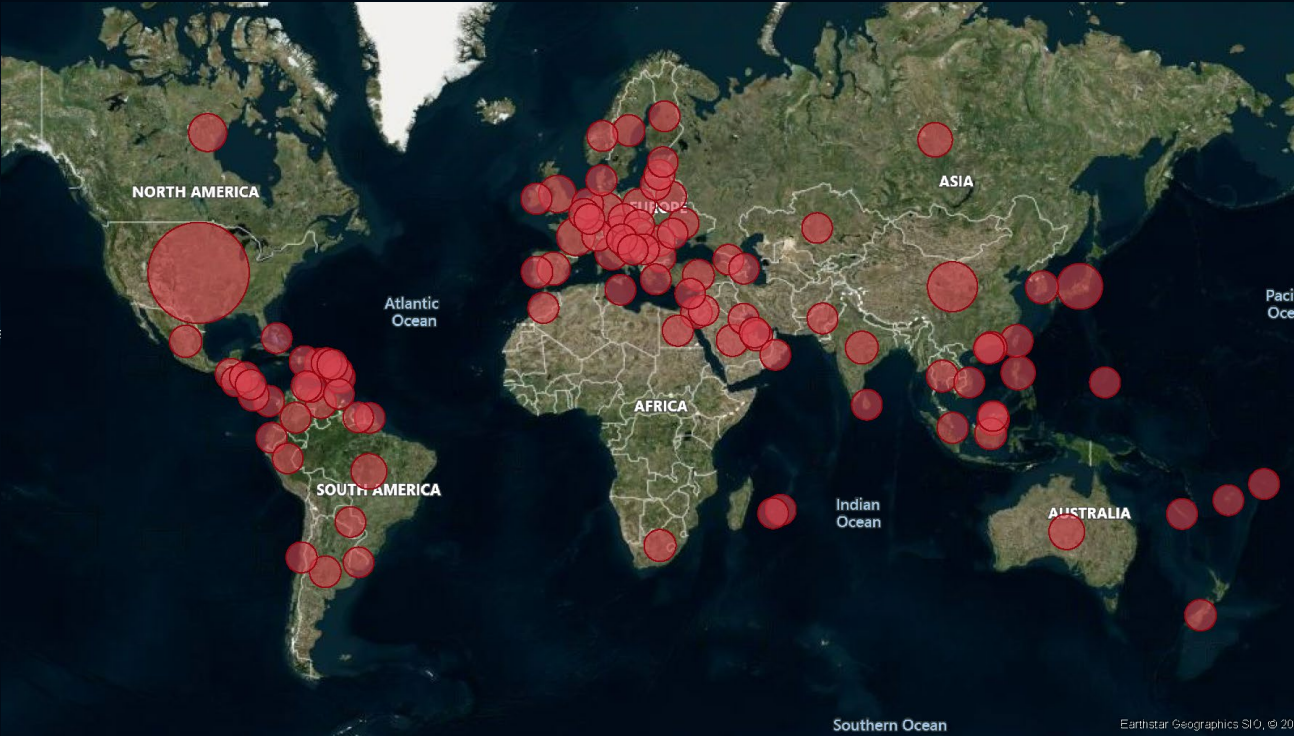 NORTH AMERICA
ASIA
EUROPE
Atlantic
Ocean
Paci
Oce
AFRICA
SOUTH AMERICA
Indian
Ocean
AUSTRALIA
Southern Ocean
Earthstar Geographics SIO, © 20